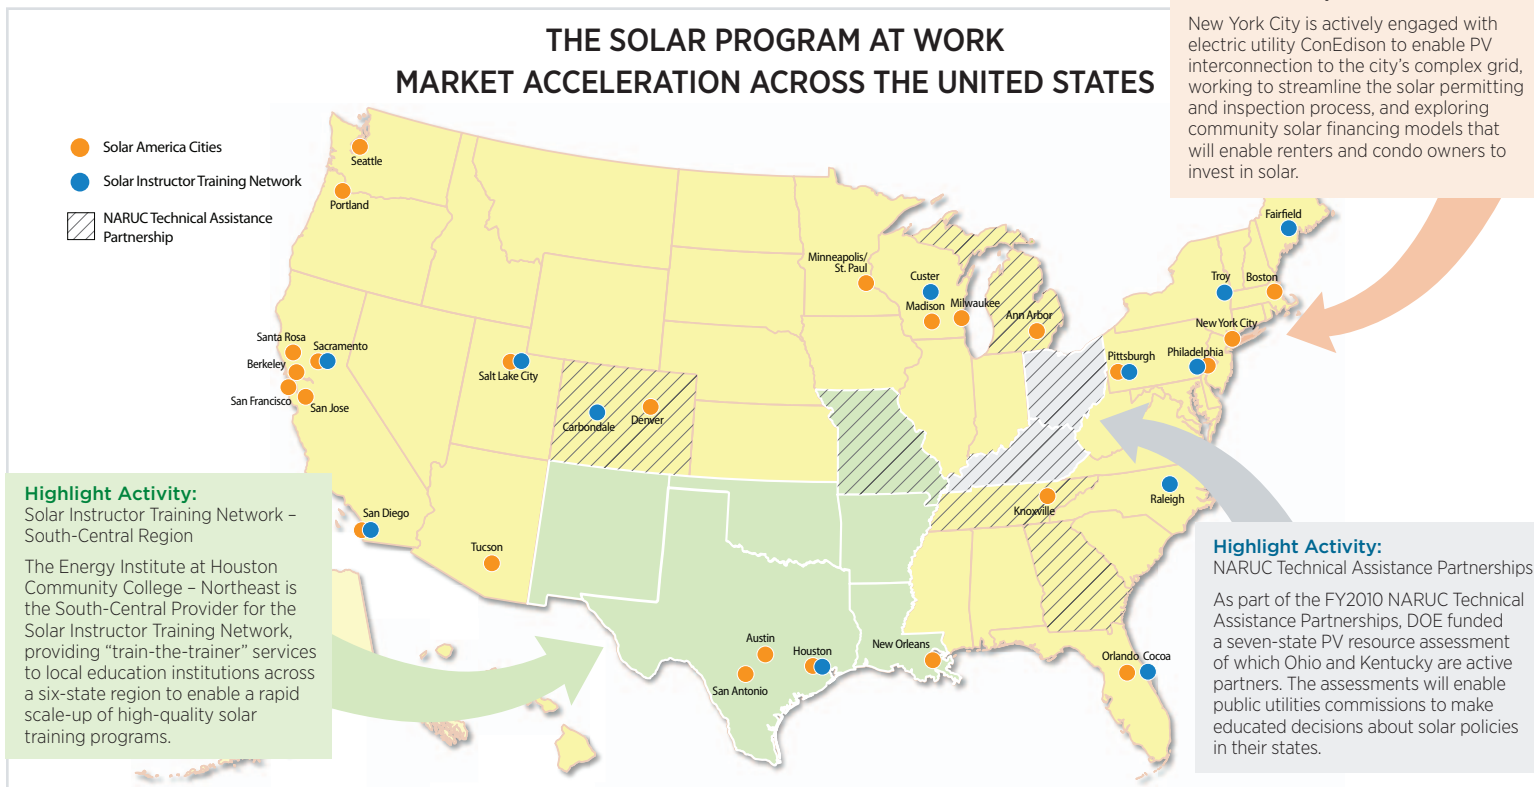 THE SOLAR PROGRAM AT WORK
MARKET ACCELERATION ACROSS THE UNITED STATES
New York City is actively engaged with
electric utility ConEdison to enable PV
interconnection to the city's complex grid,
working to streamline the solar permitting
and inspection process, and exploring
community solar financing models that
will enable renters and condo owners to
invest in solar.
Solar America Cities
Solar Instructor Training Network
NARUC Technical Assistance
Partnership
Seattle
Portland
Minneapolis/
St. Paul
Custer
Madison
Milwaukee
Ann Arbor
Fairfield
Troy
Boston
New York City
Pittsburgh
Philadelphia
Santa Rosa
Sacramento
Berkeley
San Francisco
San Jose
Salt Lake City
Carbondale
Denver
San Diego
Tucson
Knoxville
Raleigh
Austin
San Antonio
Houston
New Orleans
Orlando
Cocoa
Highlight Activity:
Solar Instructor Training Network –
South-Central Region
The Energy Institute at Houston
Community College – Northeast is
the South-Central Provider for the
Solar Instructor Training Network,
providing “train-the-trainer” services
to local education institutions across
a six-state region to enable a rapid
scale-up of high-quality solar
training programs.
Highlight Activity:
NARUC Technical Assistance Partnerships
As part of the FY2010 NARUC Technical
Assistance Partnerships, DOE funded
a seven-state PV resource assessment
of which Ohio and Kentucky are active
partners. The assessments will enable
public utilities commissions to make
educated decisions about solar policies
in their states.